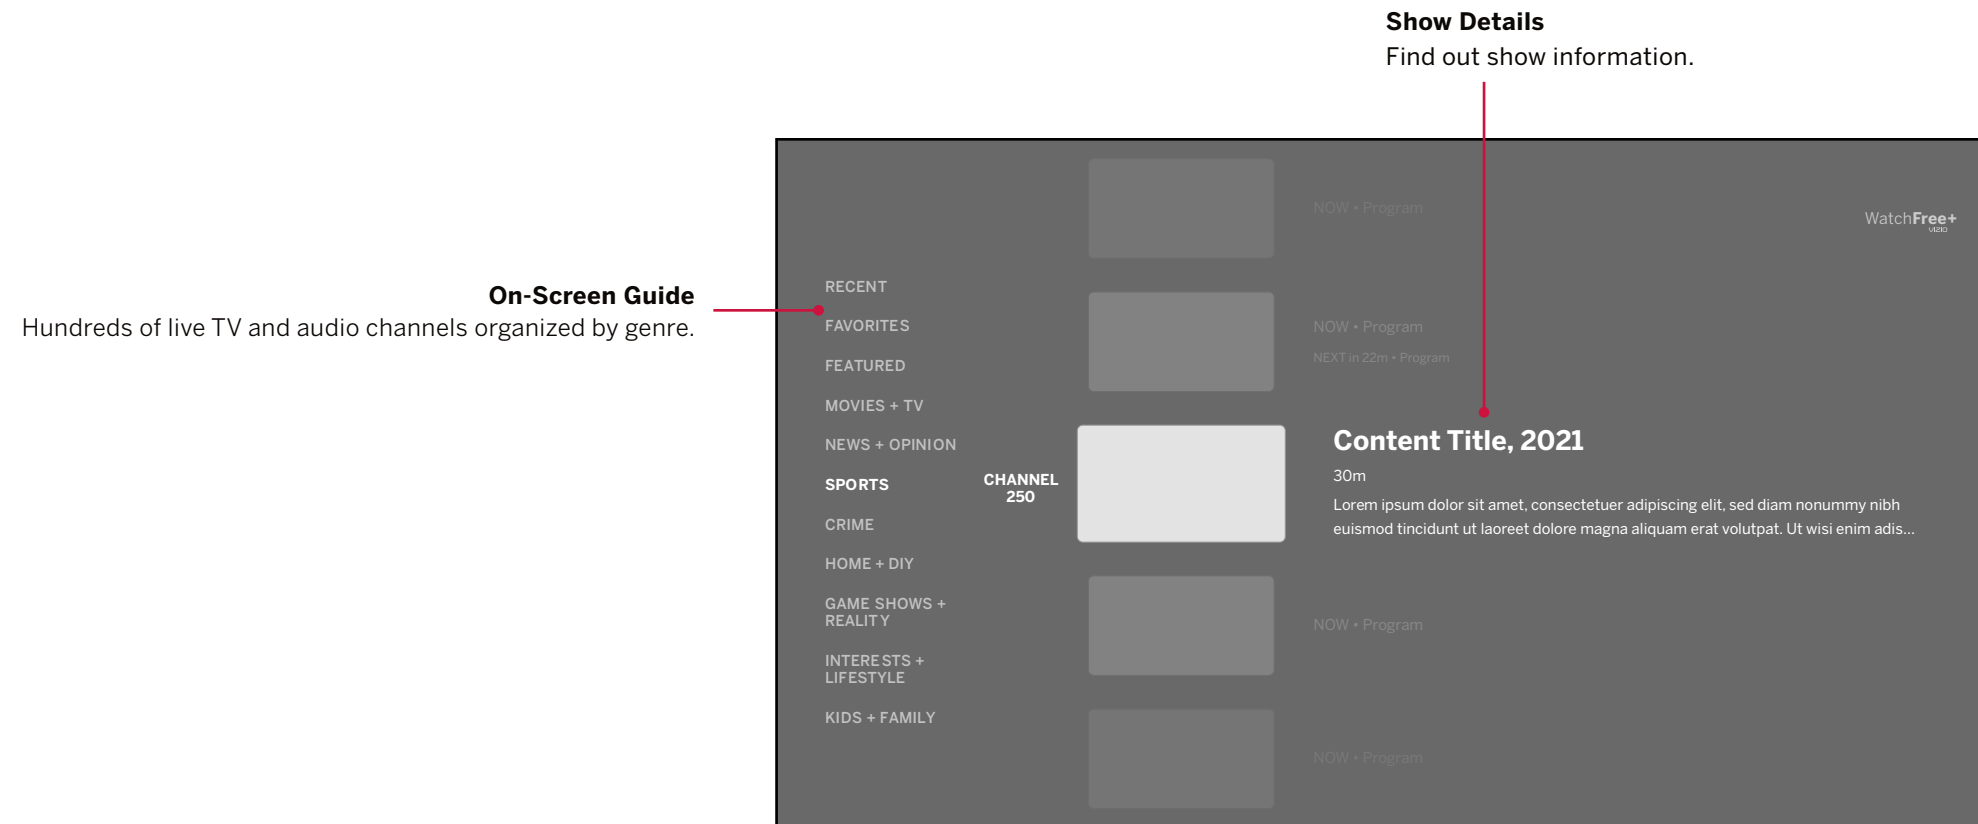 Show Details
Find out show information.
On-Screen Guide
Hundreds of live TV and audio channels organized by genre.
WatchFree+
VIZIO
RECENT
FAVORITES
FEATURED
MOVIES + TV
NEWS + OPINION
SPORTS
CRIME
HOME + DIY
GAME SHOWS +
REALITY
INTERESTS +
LIFESTYLE
KIDS + FAMILY
CHANNEL
250
NOW • Program
NOW • Program
NEXT in 22m • Program
Content Title, 2021
30m
Lorem ipsum dolor sit amet, consectetuer adipiscing elit, sed diam nonummy nibh
euismod tincidunt ut laoreet dolore magna aliquam erat volutpat. Ut wisi enim adis...
NOW • Program
NOW • Program